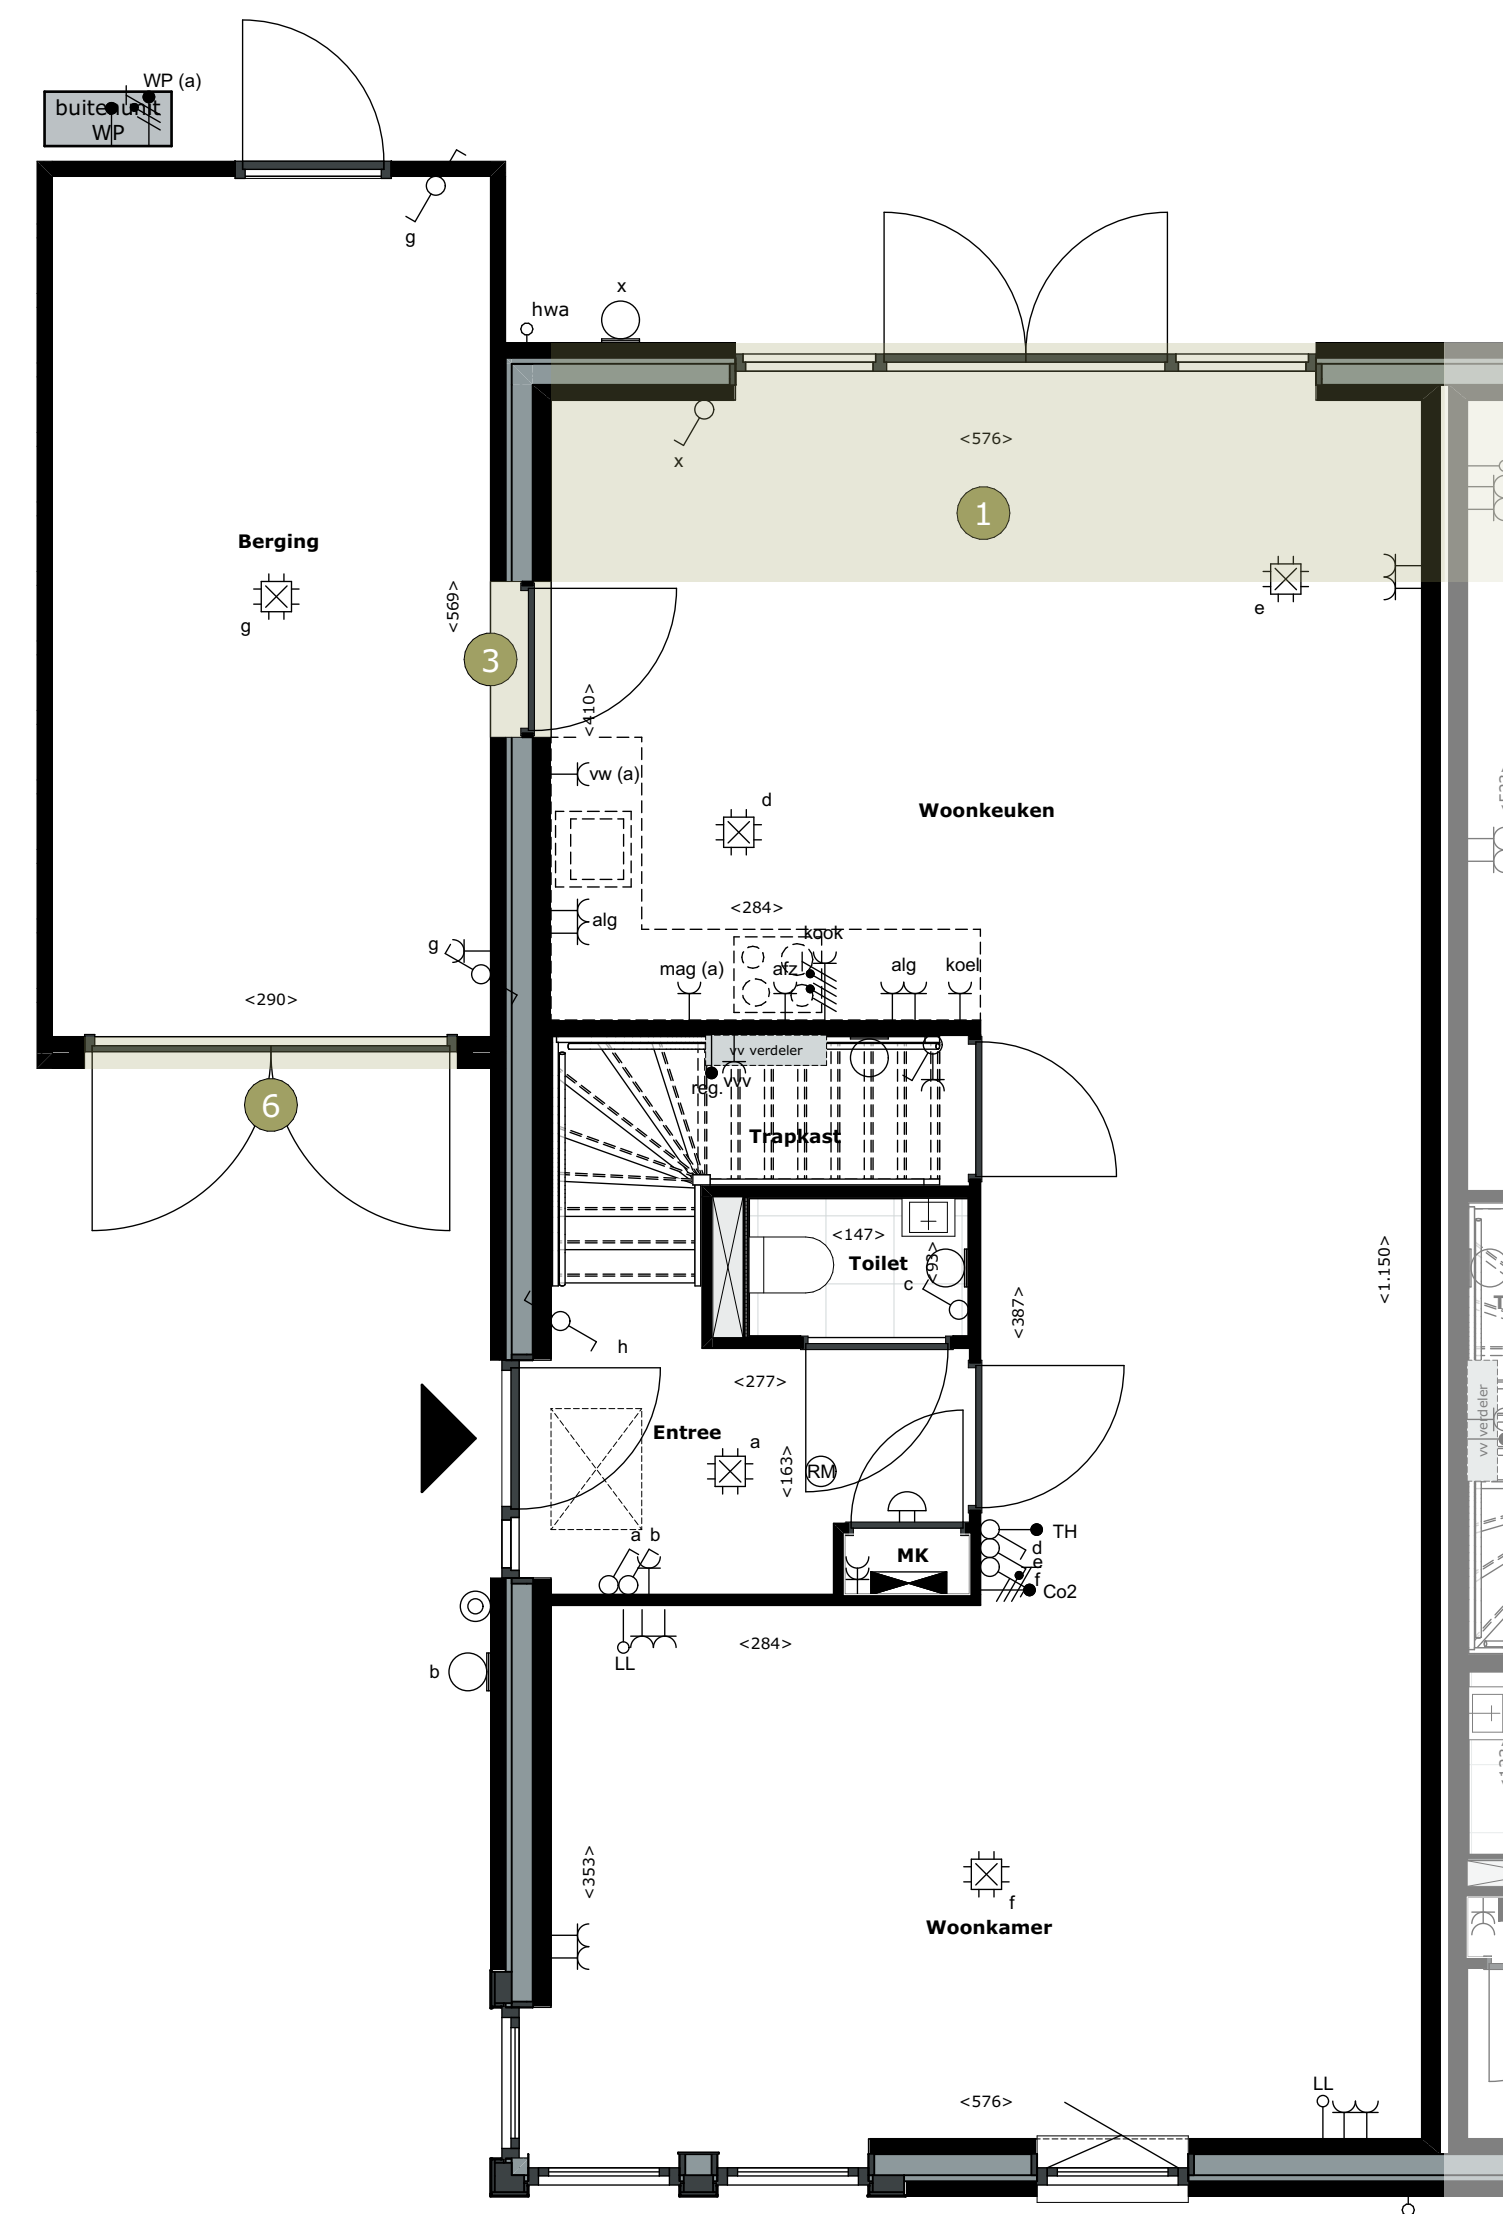 WP (a)
buitenunit
WP
g
x
hwa
x
<576>
1
Berging
g
<569>
e
3
<410>
vw (a)
d
Woonkeuken
<284>
alg
kook
g
mag (a)
afz
alg
koel
<290>
vv verdeler
reg.
vvv
6
Trapkast
<147>
Toilet
<93>
c
<387>
<1.150>
h
<277>
Entree
a
<163>
RM
vv verdeler
a
b
MK
TH
d
e
f
Co2
<284>
LL
b
<353>
f
Woonkamer
<576>
LL